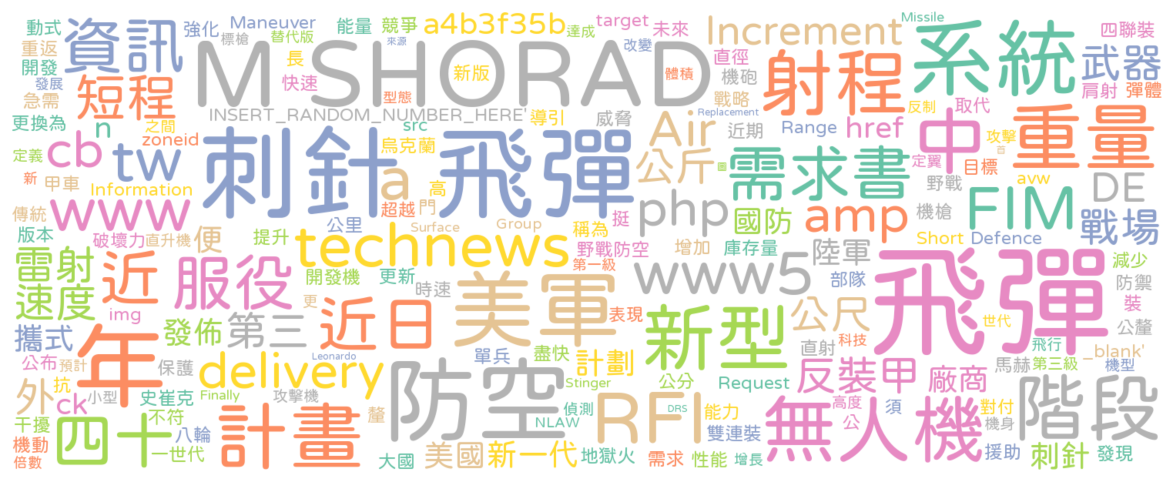 動式 資訊 強化 Maneuver 能量 競爭 a4b3f35b target 未來 Increment Missile 系統 四聯裝
重返 標槍 替代版 達成 改變 直徑 武器
開發 M SHORAD 來源 新版 體積 機砲 射程 肩射 彈體
發展 短程 長 快速 型態 戰略
急需 INSERT_RANDOM_NUMBER_HERE' 導引 威脅 Replacement 反制 取代
更換為 n 之間 zoneid src 烏克蘭 Air 近期 Range href 中 攻擊 重量
定義 cb tw 刺針飛彈 a 公斤 需求書 定翼 目標
新 甲車 Information 高 超越 門 野戰 avw DE
傳統 www 公里 Surface Group 稱為 挺 php 國防 amp 機槍 FIM 戰場
版本 破壞力 直升機 便 提升 technews 野戰防空 增加 庫存量 陸軍 Short Defence
雷射 近 服役 開發機 更新 第一級 www5 部隊 飛彈 減少 防禦
速度 img 時速 美軍 裝 公釐
攜式 發佈 第三 更 近日 表現 新型 公尺 世代 飛行 _blank'
公布 預計 年 保護 Leonardo 單兵 盡快 計劃 直射 科技 馬赫 第三級 機型
外 抗 小型 delivery 攻擊機 防空 Stinger 公分 Request 反裝甲 廠商
ck 史崔克 Finally 釐 RFI DRS 能力 高度 須 對付 階段
干擾 不符 NLAW 偵測 雙連裝 公 機身
機動 四十 八輪 計畫 無人機 援助
倍數 一世代 大國 美國 新一代 地獄火 需求 性能 增長 刺針 發現